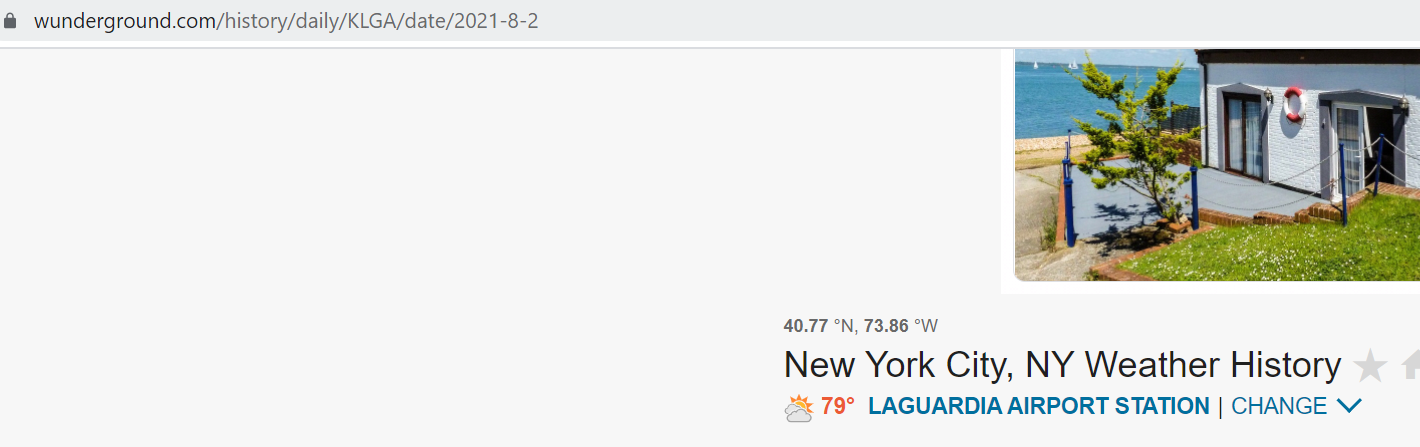 wunderground.com/history/daily/KLGA/date/2021-8-2
40.77 °N, 73.86 °W
New York City, NY Weather History
79° LAGUARDIA AIRPORT STATION | CHANGE